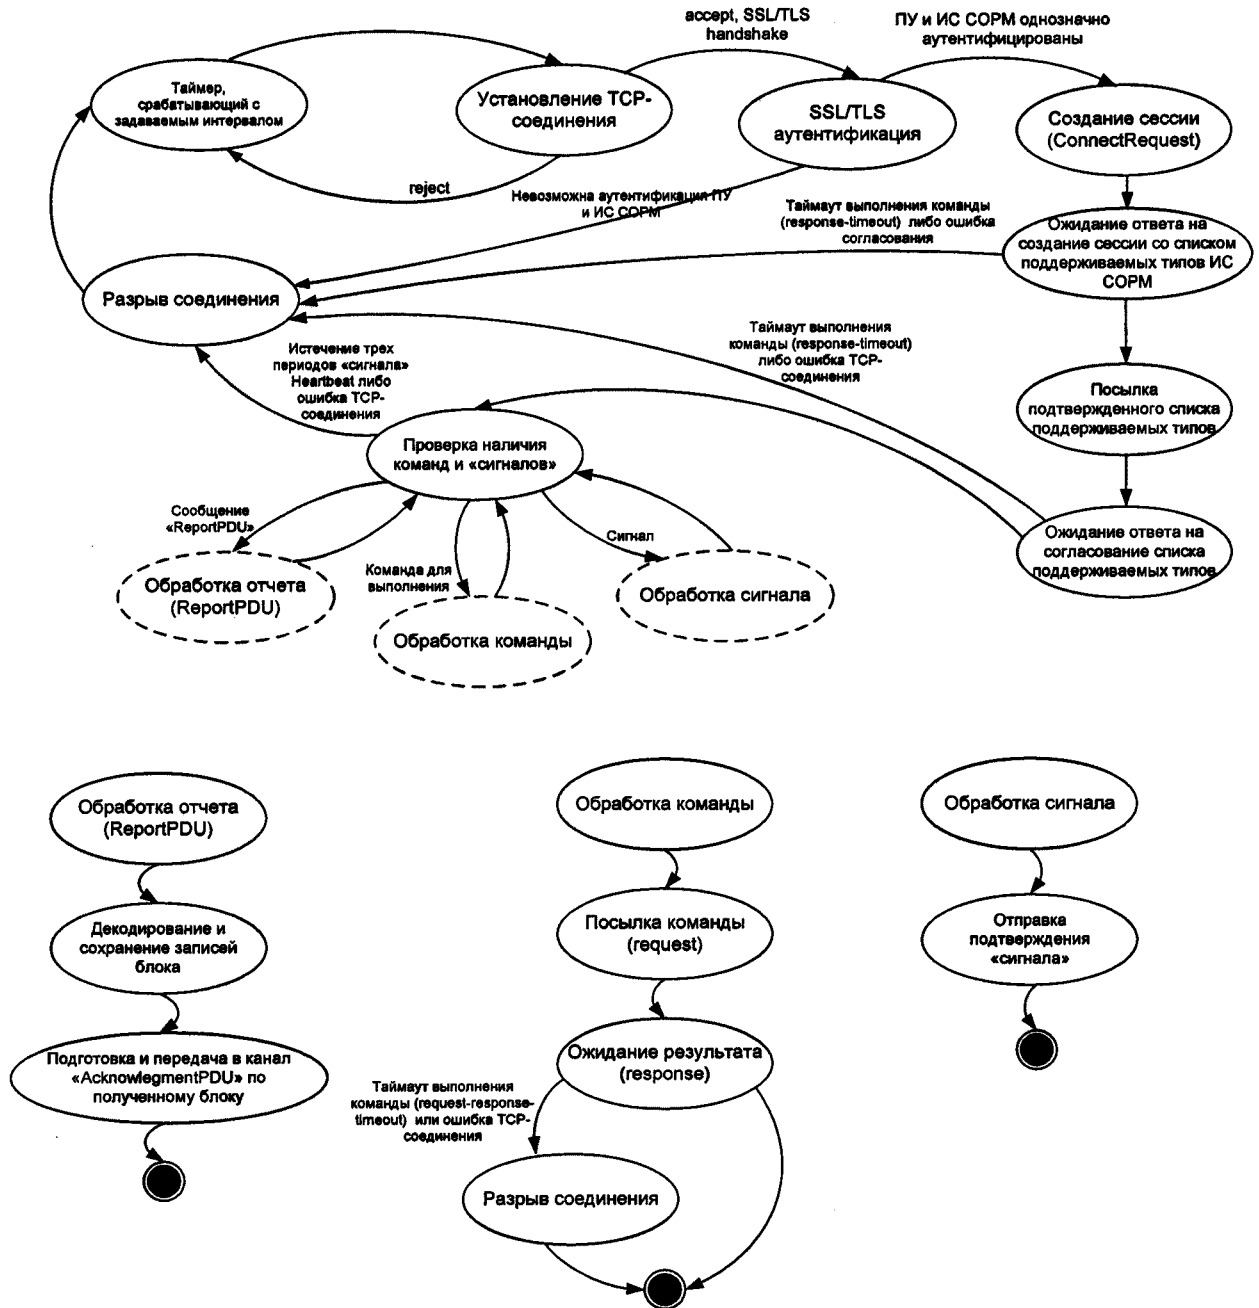 accept, SSL/TLS
handshake
ПУ и ИС СОРМ однозначно
аутентифицированы
Таймер,
срабатывающий с
задаваемым интервалом
Установление TCP-
соединения
SSL/TLS
аутентификация
Создание сессии
(ConnectRequest)
reject
Невозможна аутентификация ПУ
и ИС СОРМ
Таймаут выполнения команды
(response-timeout) либо ошибка
согласования
Ожидание ответа на
создание сессии со списком
поддерживаемых типов ИС
СОРМ
Разрыв соединения
Истечение трех
периодов «сигнала»
Heartbeat либо
ошибка TCP-
соединения
Таймаут выполнения
команды (response-timeout)
либо ошибка TCP-
соединения
Посылка
подтвержденного списка
поддерживаемых типов
Проверка наличия
команд и «сигналов»
Сообщение
«ReportPDU»
Сигнал
Ожидание ответа на
согласование списка
поддерживаемых типов
Команда для
выполнения
Обработка отчета
(ReportPDU)
Обработка команды
Обработка сигнала
Обработка отчета
(ReportPDU)
Декодирование и
сохранение записей
блока
Подготовка и передача в канал
«AcknowlegmentPDU» по
полученному блоку
Обработка команды
Посылка команды
(request)
Ожидание результата
(response)
Таймаут выполнения
команды (request-response-
timeout) или ошибка TCP-
соединения
Разрыв соединения
Обработка сигнала
Отправка
подтверждения
«сигнала»